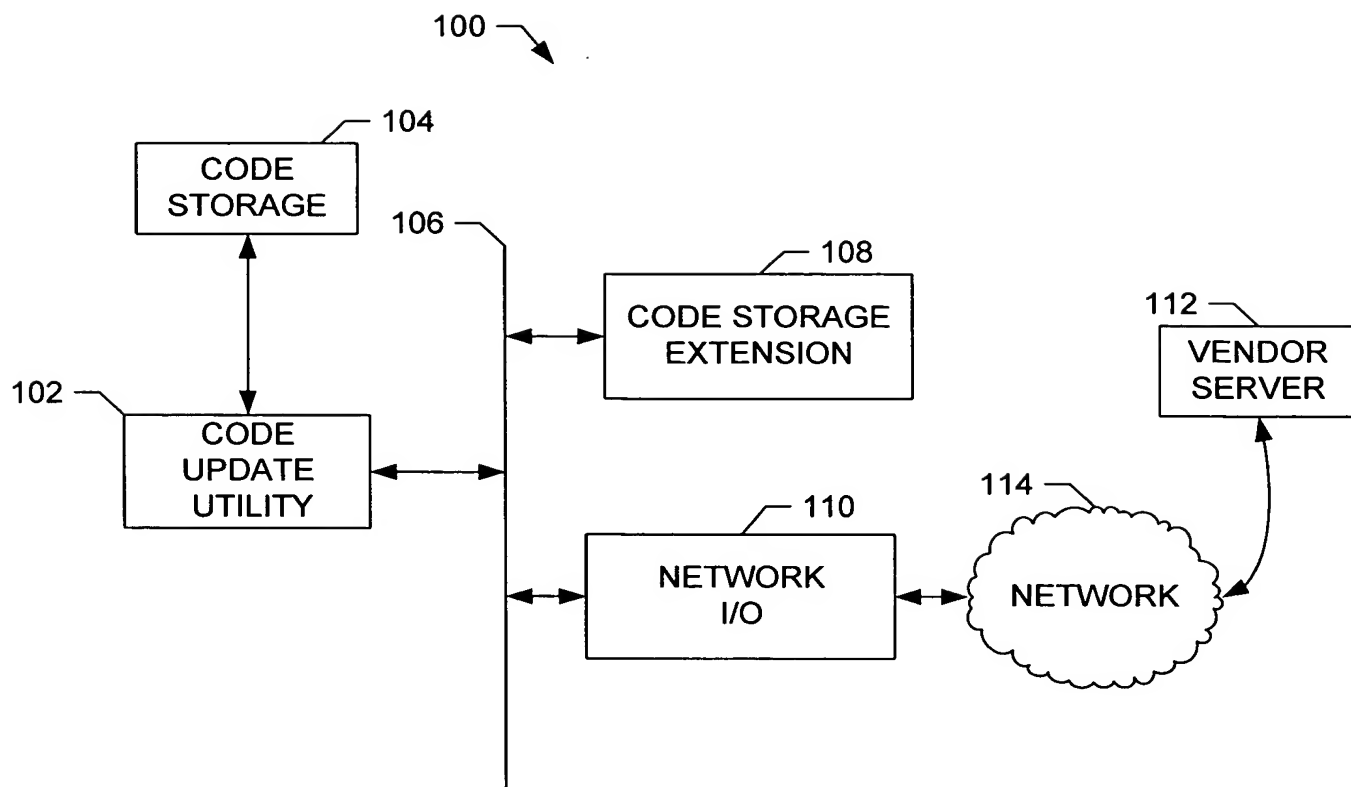 100
104
CODE
STORAGE
106
108
CODE STORAGE
EXTENSION
112
VENDOR
SERVER
102
CODE
UPDATE
UTILITY
114
110
NETWORK
I/O
NETWORK